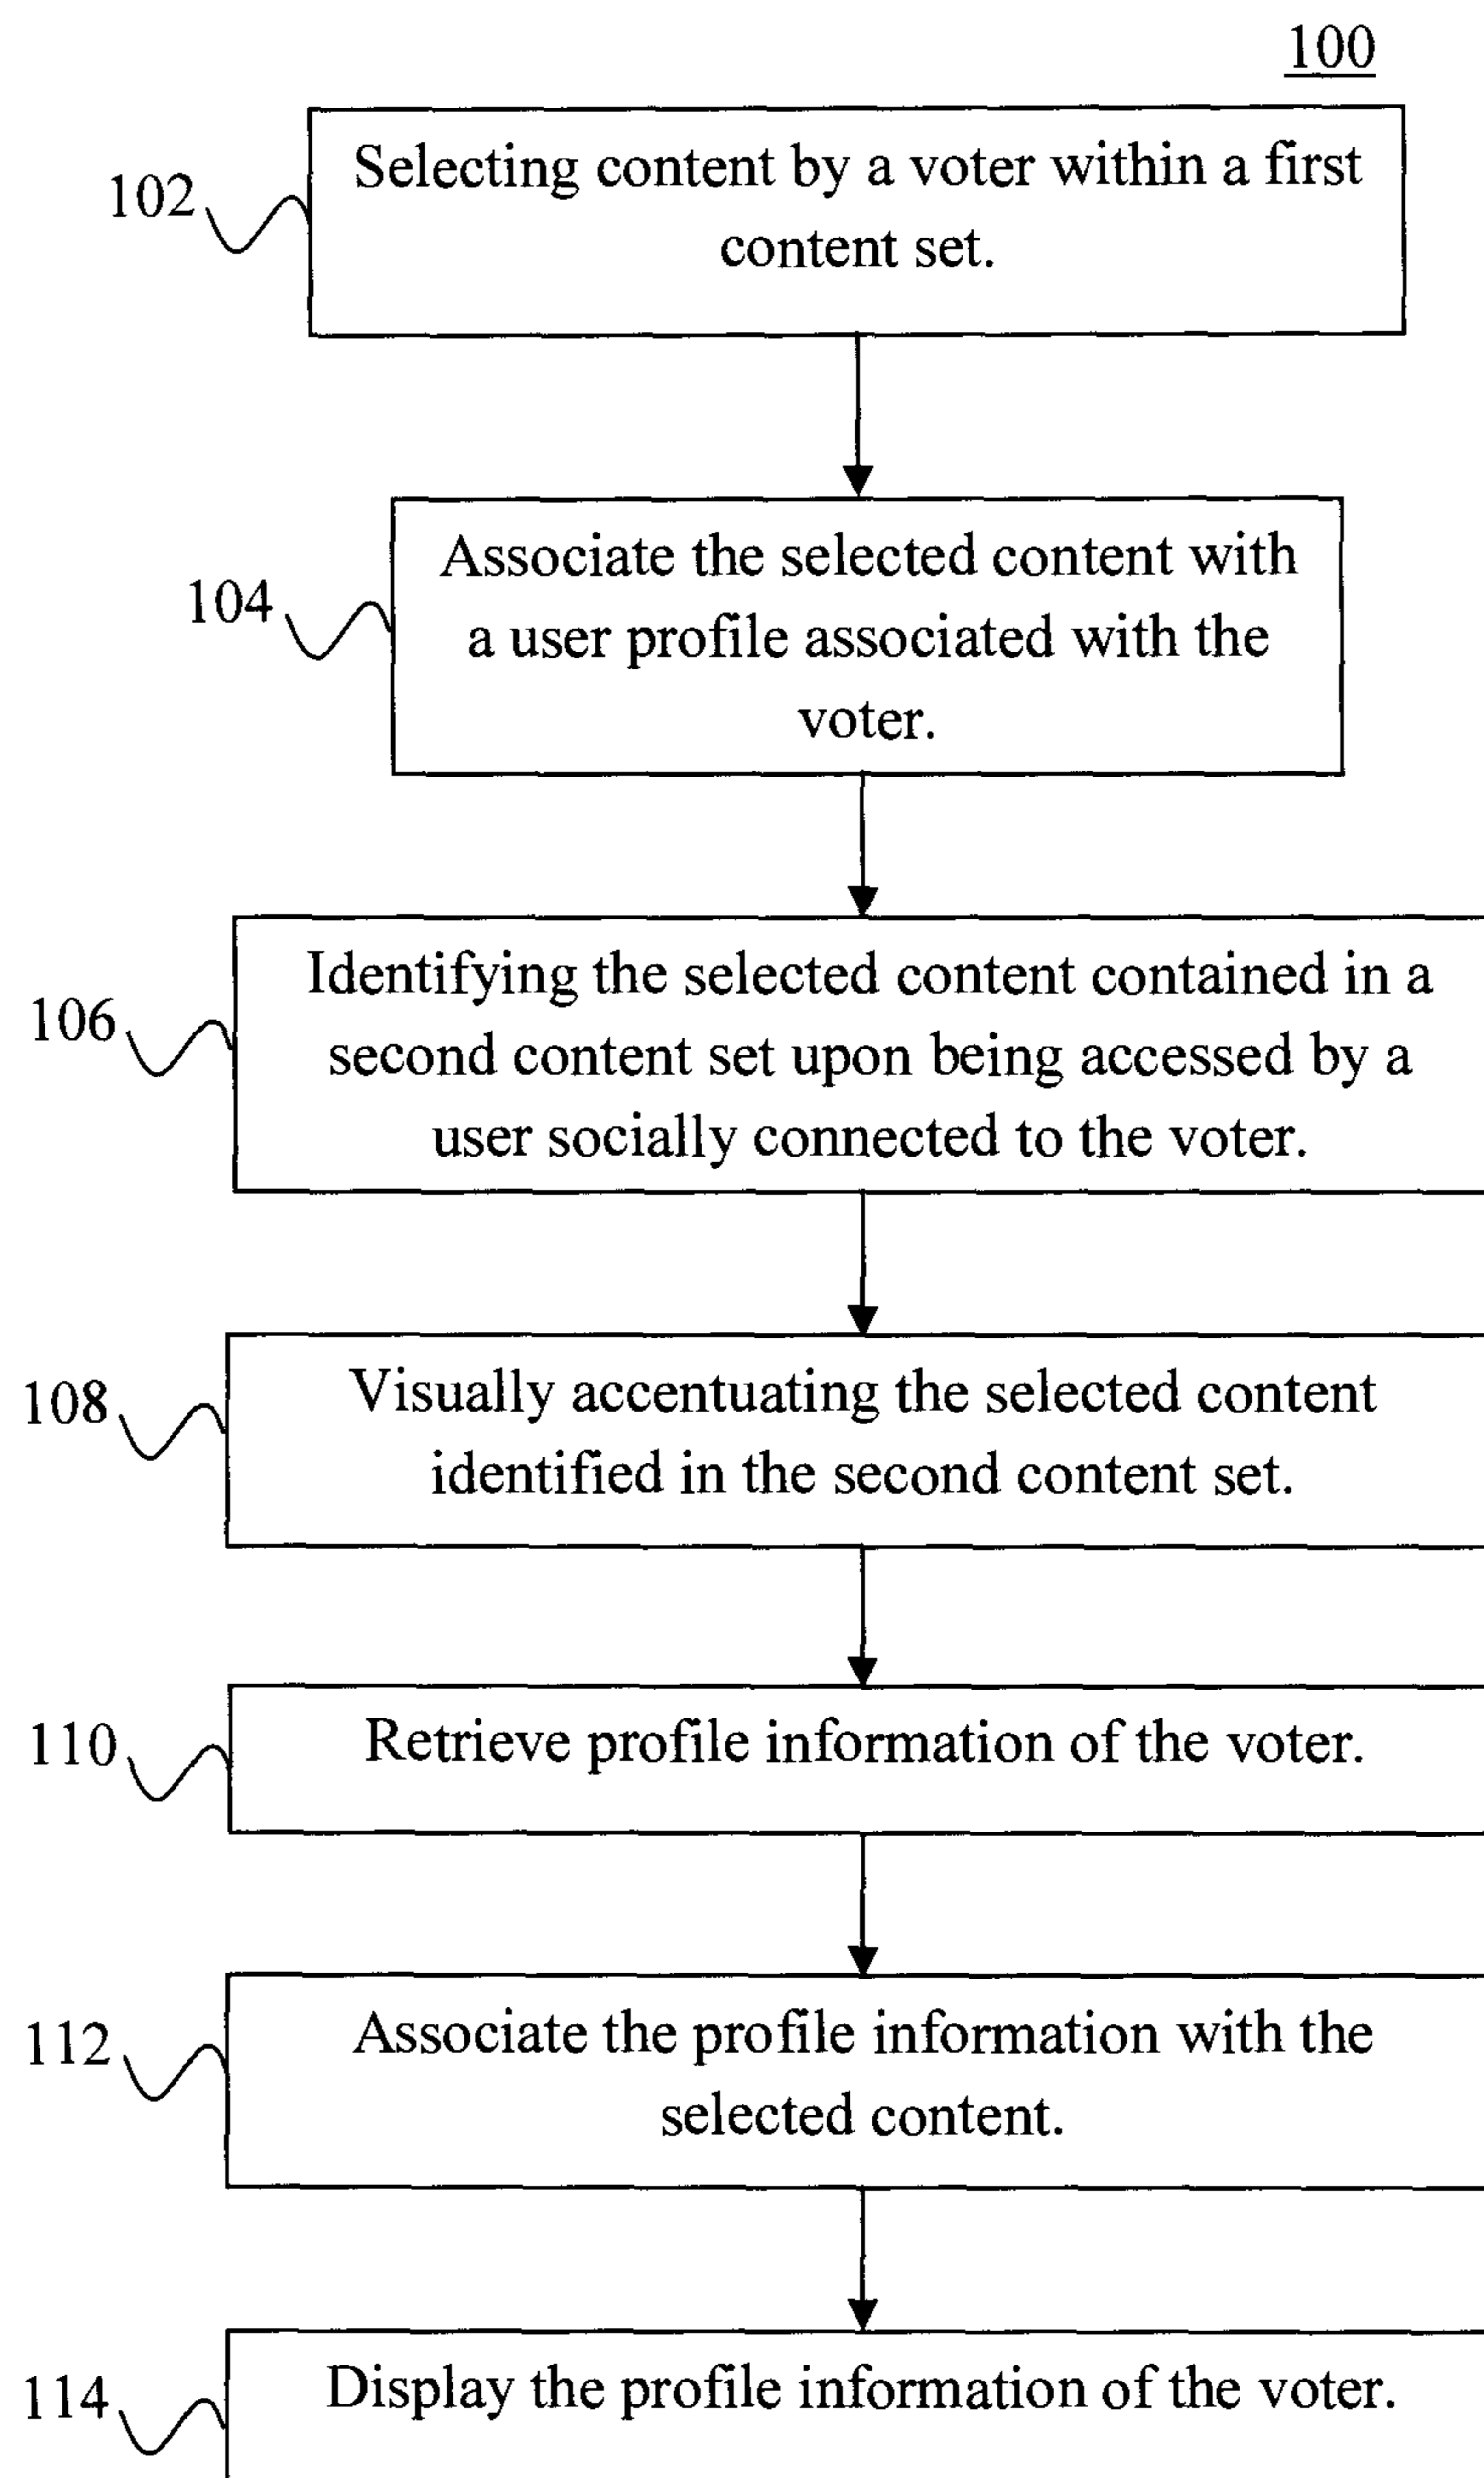 100
102
Selecting content by a voter within a first
content set.
104
Associate the selected content with
a user profile associated with the
voter.
106
Identifying the selected content contained in a
second content set upon being accessed by a
user socially connected to the voter.
108
Visually accentuating the selected content
identified in the second content set.
110
Retrieve profile information of the voter.
112
Associate the profile information with the
selected content.
114
Display the profile information of the voter.